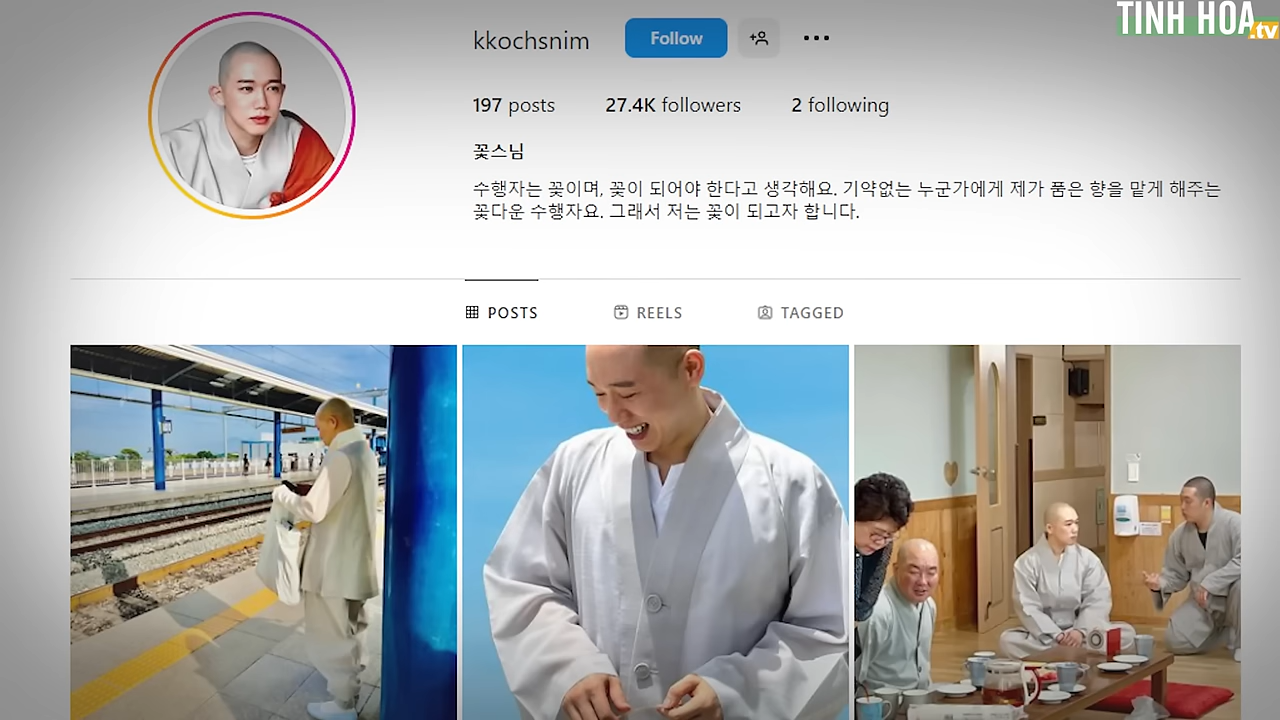 TINH HOA
.tv
kkochsnim
Follow
197 posts
27.4K followers
2 following
꽃스님
수행자는 꽃이며, 꽃이 되어야 한다고 생각해요. 기약없는 누군가에게 제가 품은 향을 맡게 해주는
꽃다운 수행자요. 그래서 저는 꽃이 되고자 합니다.
POSTS
REELS
TAGGED